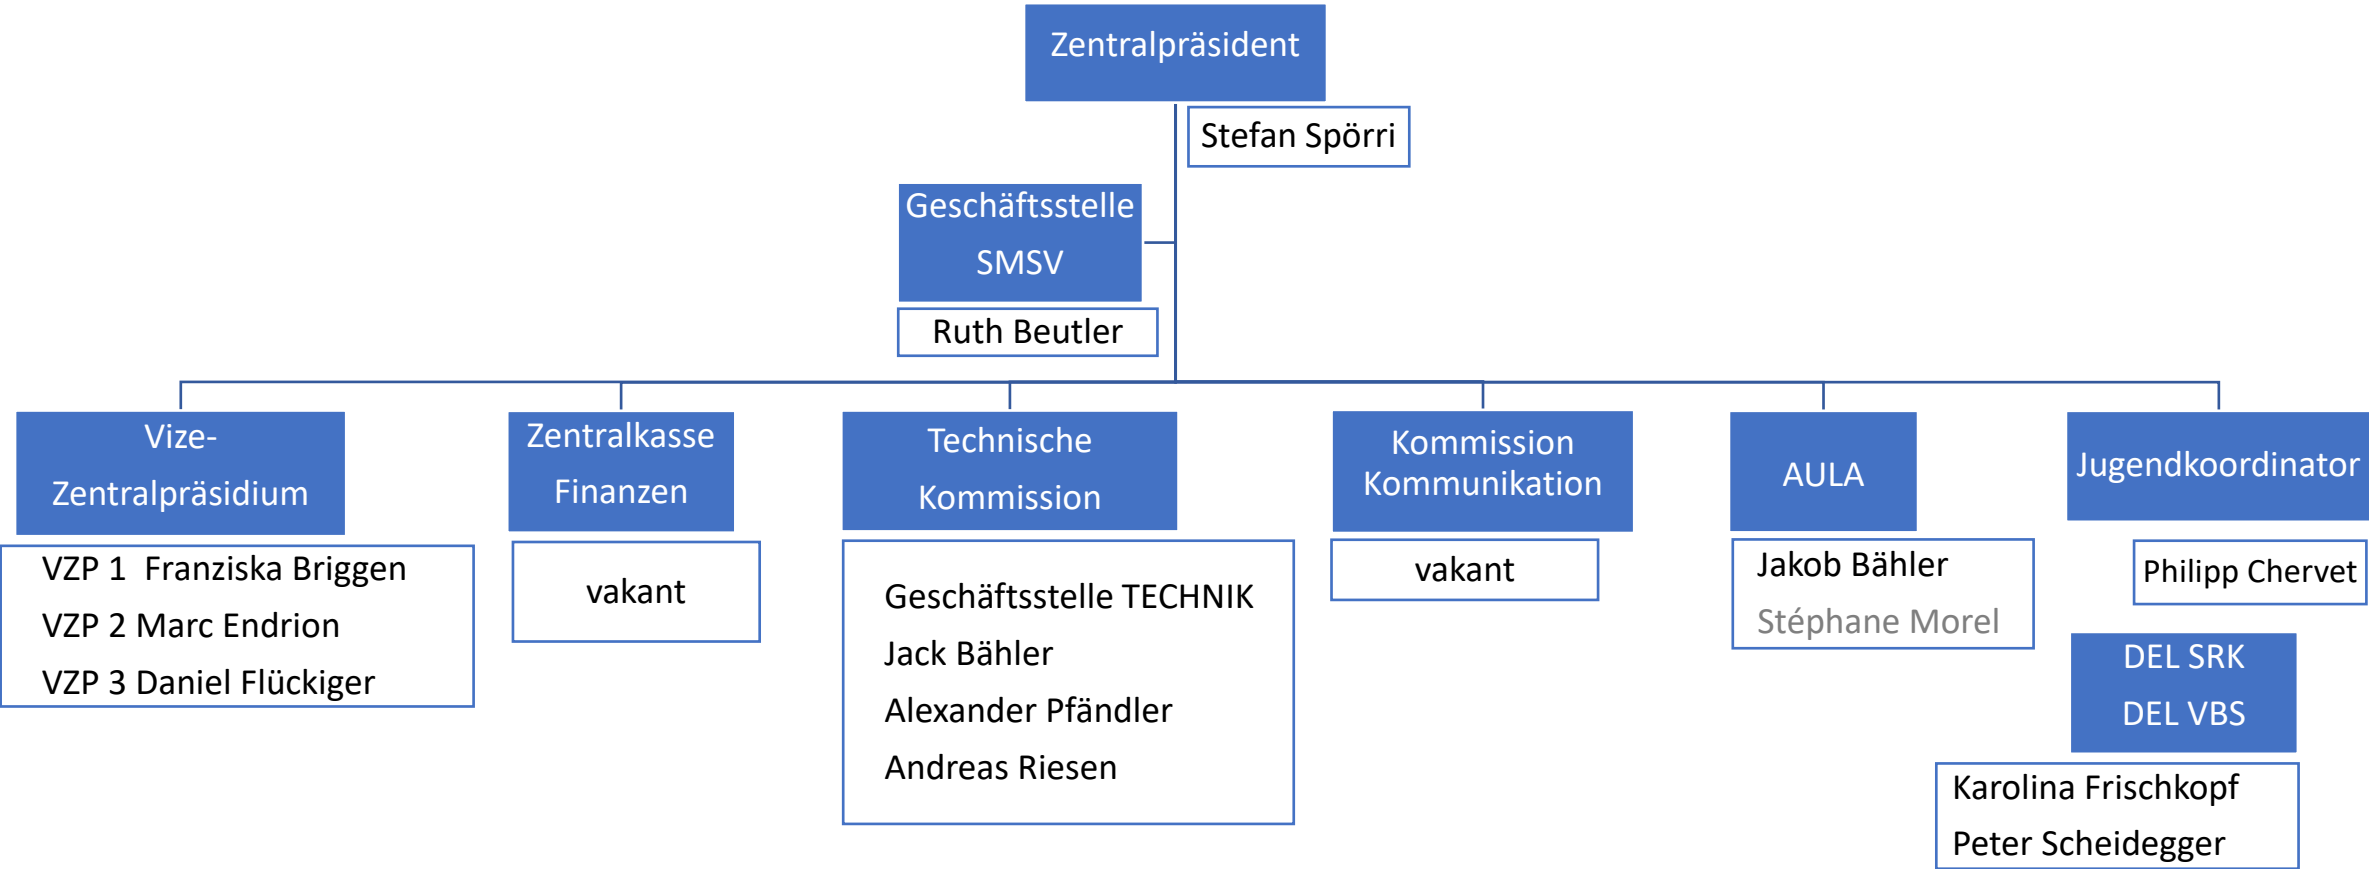 Zentralpräsident
Stefan Spörri
Geschäftsstelle
SMSV
Ruth Beutler
Vize-
Zentralpräsidium
VZP 1  Franziska Briggen
VZP 2 Marc Endrion
VZP 3 Daniel Flückiger
Zentralkasse
Finanzen
vakant
Technische
Kommission
Geschäftsstelle TECHNIK
Jack Bähler
Alexander Pfändler
Andreas Riesen
Kommission
Kommunikation
vakant
AULA
Jakob Bähler
Stéphane Morel
Jugendkoordinator
Philipp Chervet
DEL SRK
DEL VBS
Karolina Frischkopf
Peter Scheidegger